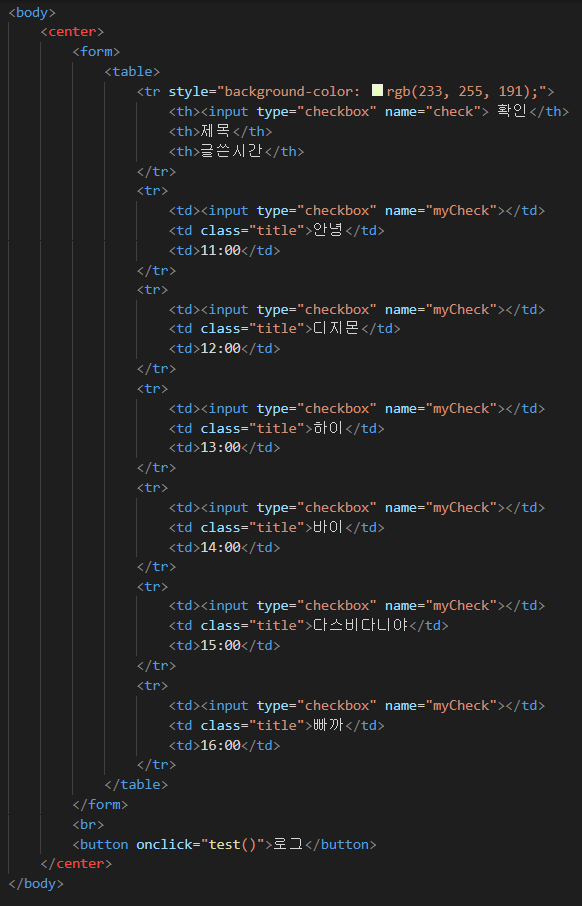 <body>
<center>
<form>
<table>
<tr style="background-color: rgb(233, 255, 191);">
<th><input type="checkbox" name="check"> 확인</th>
<th>제목</th>
<th>글쓴시간</th>
</tr>
<tr>
<td><input type="checkbox" name="myCheck"></td>
<td class="title">안녕</td>
<td>11:00</td>
</tr>
<tr>
<td><input type="checkbox" name="myCheck"></td>
<td class="title">디지몬</td>
<td>12:00</td>
</tr>
<tr>
<td><input type="checkbox" name="myCheck"></td>
<td class="title">하이</td>
<td>13:00</td>
</tr>
<tr>
<td><input type="checkbox" name="myCheck"></td>
<td class="title">바이</td>
<td>14:00</td>
</tr>
<tr>
<td><input type="checkbox" name="myCheck"></td>
<td class="title">다스비다니야</td>
<td>15:00</td>
</tr>
<tr>
<td><input type="checkbox" name="myCheck"></td>
<td class="title">빠까</td>
<td>16:00</td>
</tr>
</table>
</form>
<br>
<button onclick="test()">로그</button>
</center>
</body>